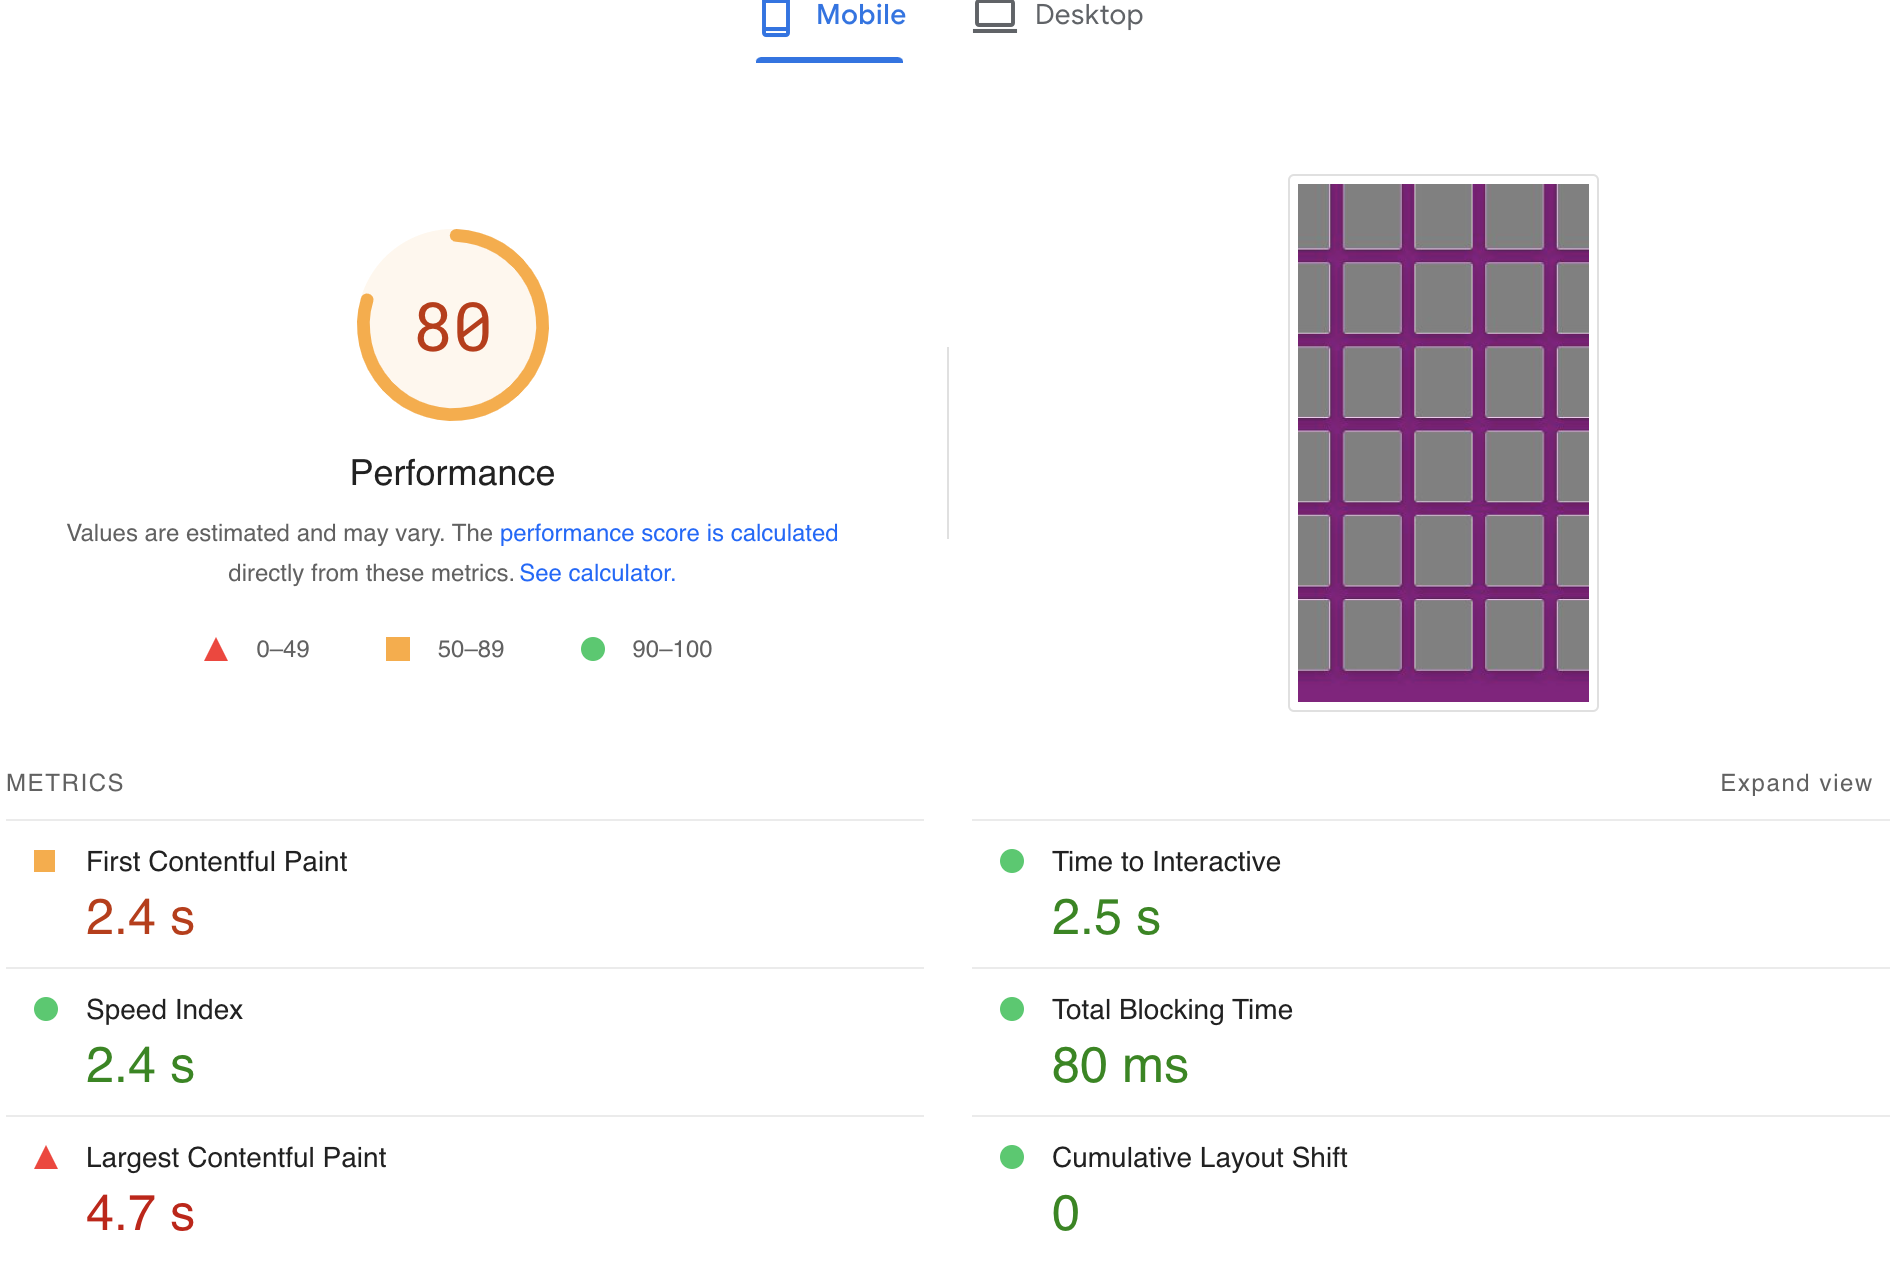 Mobile
Desktop
80
Performance
Values are estimated and may vary. The performance score is calculated
directly from these metrics. See calculator.
0–49
50–89
90–100
METRICS
Expand view
First Contentful Paint
2.4 s
Time to Interactive
2.5 s
Speed Index
2.4 s
Total Blocking Time
80 ms
Largest Contentful Paint
4.7 s
Cumulative Layout Shift
0